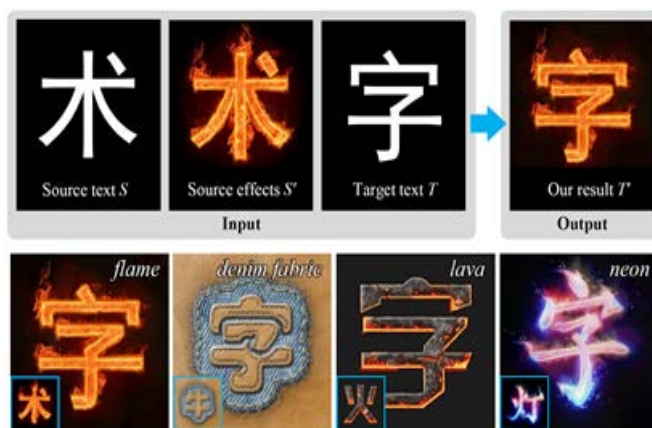 术
术
字
字
Source text S
Source effects S'
Target text T
Our result T'
Input
Output
flame
denim fabric
lava
neon
字
字
字
字
术
牛
火
灯